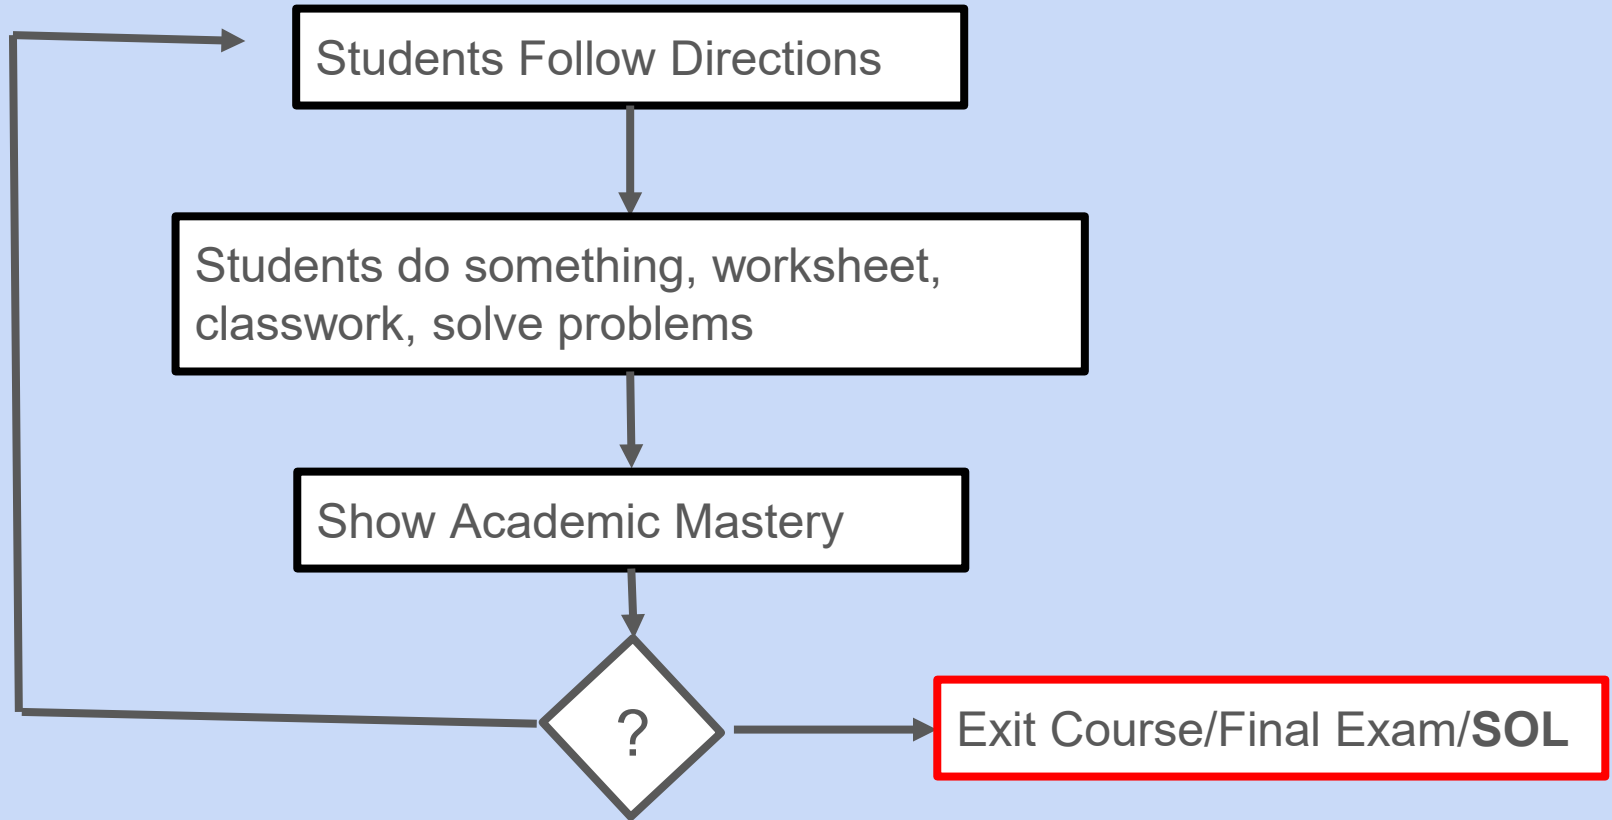 Students Follow Directions
Students do something, worksheet,
classwork, solve problems
Show Academic Mastery
?
Exit Course/Final Exam/SOL